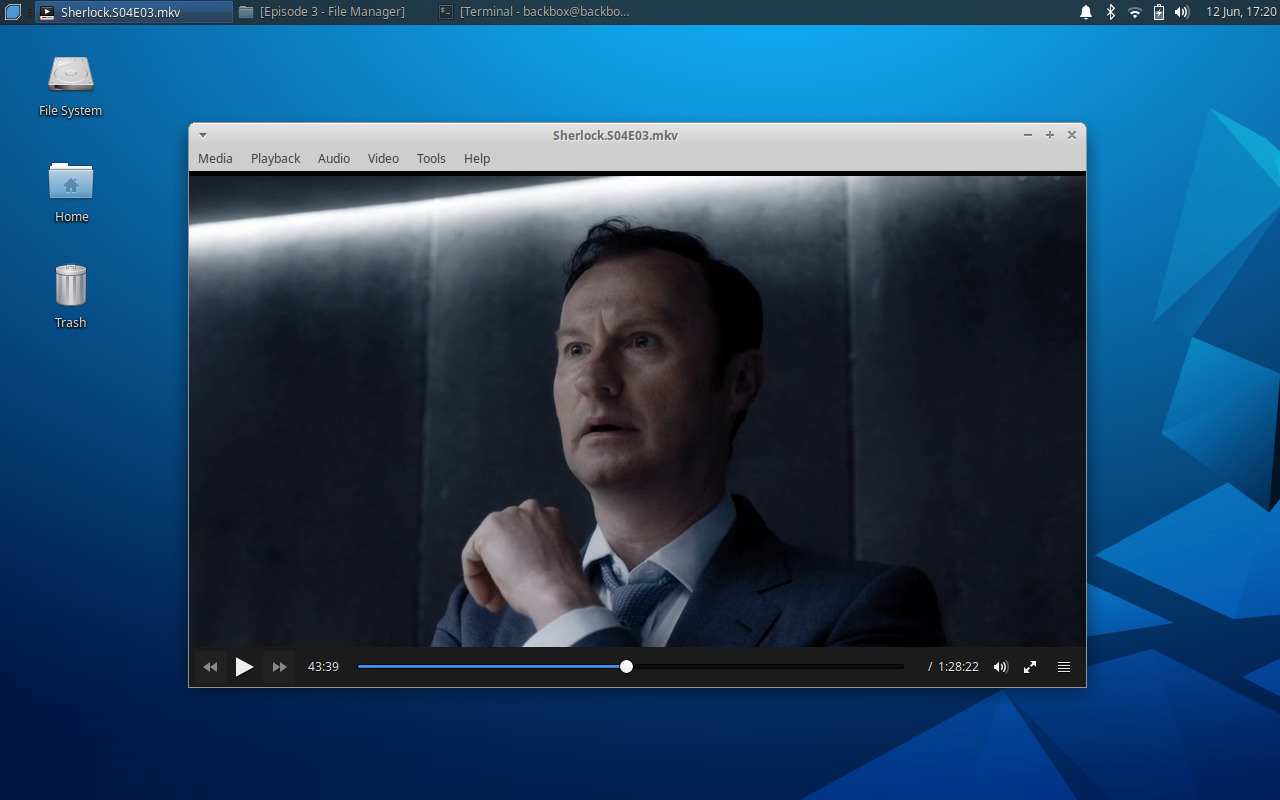 Sherlock.S04E03.mkv
[Episode 3 - File Manager]
[Terminal - backbox@backbo...
12 Jun, 17:20
File System
Home
Trash
Sherlock.S04E03.mkv
Media Playback Audio Video Tools Help
43:39
/ 1:28:22